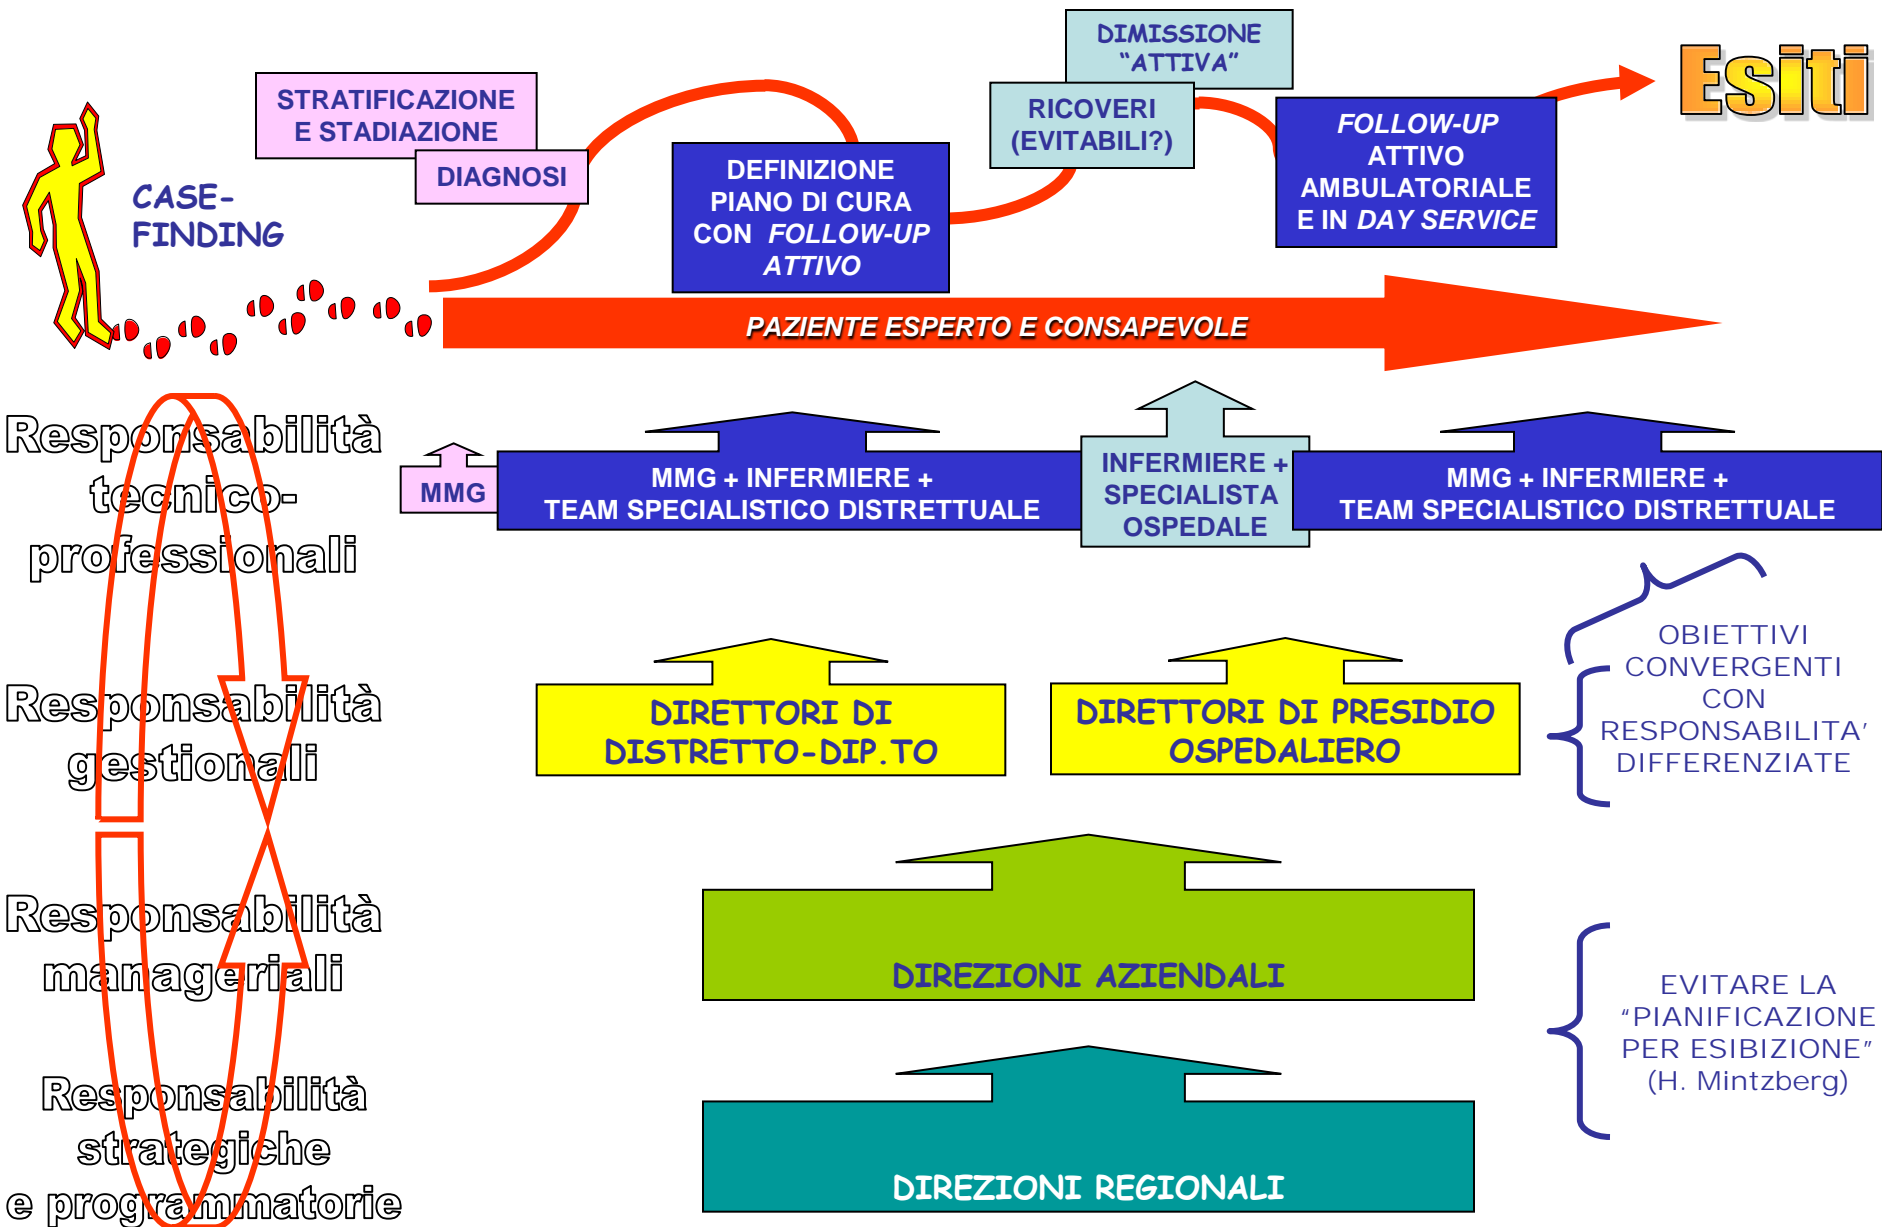 DIMISSIONE
“ATTIVA”
Esiti
STRATIFICAZIONE
E STADIAZIONE
RICOVERI
(EVITABILI?)
FOLLOW-UP
ATTIVO
AMBULATORIALE
E IN DAY SERVICE
DIAGNOSI
DEFINIZIONE
PIANO DI CURA
CON FOLLOW-UP
ATTIVO
CASE-
FINDING
PAZIENTE ESPERTO E CONSAPEVOLE
Responsabilità
tecnico-
professionali
MMG
MMG + INFERMIERE +
TEAM SPECIALISTICO DISTRETTUALE
INFERMIERE +
SPECIALISTA
OSPEDALE
MMG + INFERMIERE +
TEAM SPECIALISTICO DISTRETTUALE
Responsabilità
gestionali
DIRETTORI DI
DISTRETTO-DIP.TO
DIRETTORI DI PRESIDIO
OSPEDALIERO
OBIETTIVI
CONVERGENTI
CON
RESPONSABILITA’
DIFFERENZIATE
Responsabilità
manageriali
DIREZIONI AZIENDALI
EVITARE LA
“PIANIFICAZIONE
PER ESIBIZIONE”
(H. Mintzberg)
Responsabilità
strategiche
e programmatorie
DIREZIONI REGIONALI